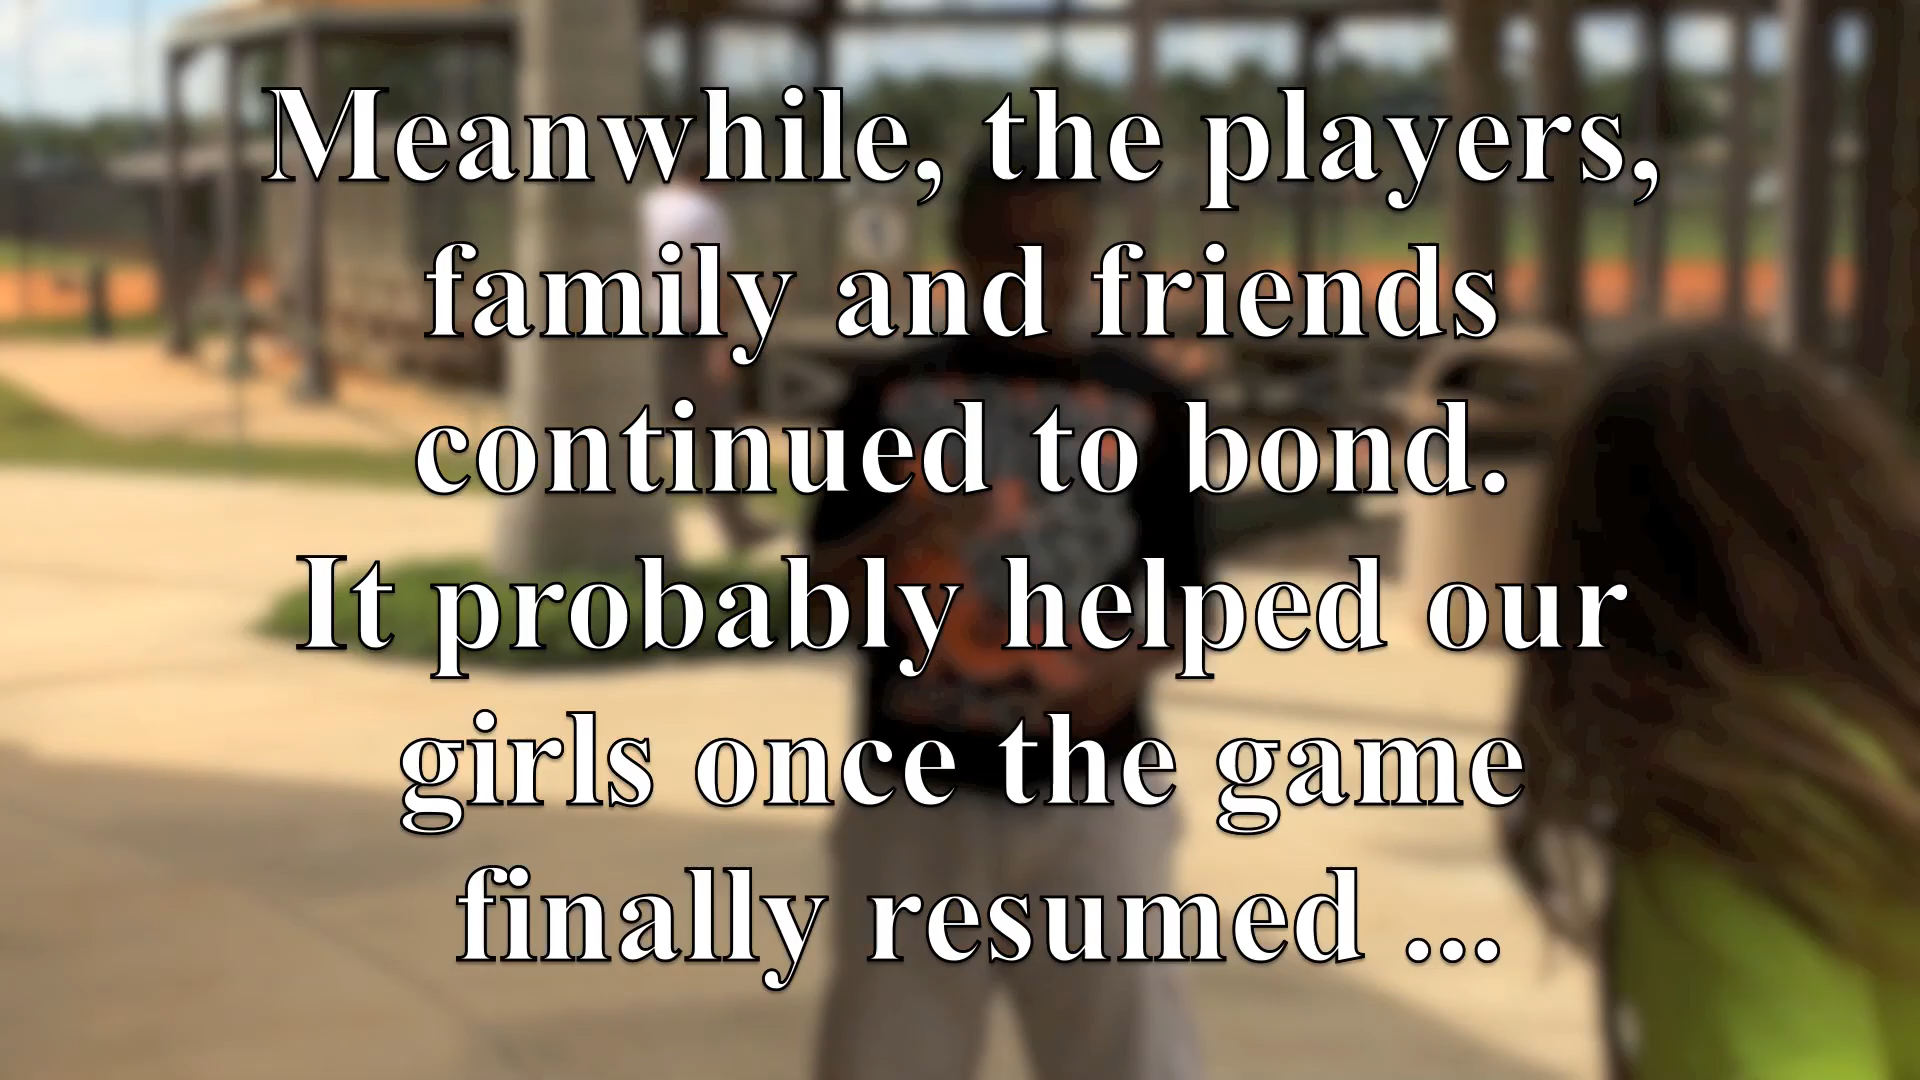 Meanwhile, the players,
family and friends
continued to bond.
It probably helped our
girls once the game
finally resumed ...